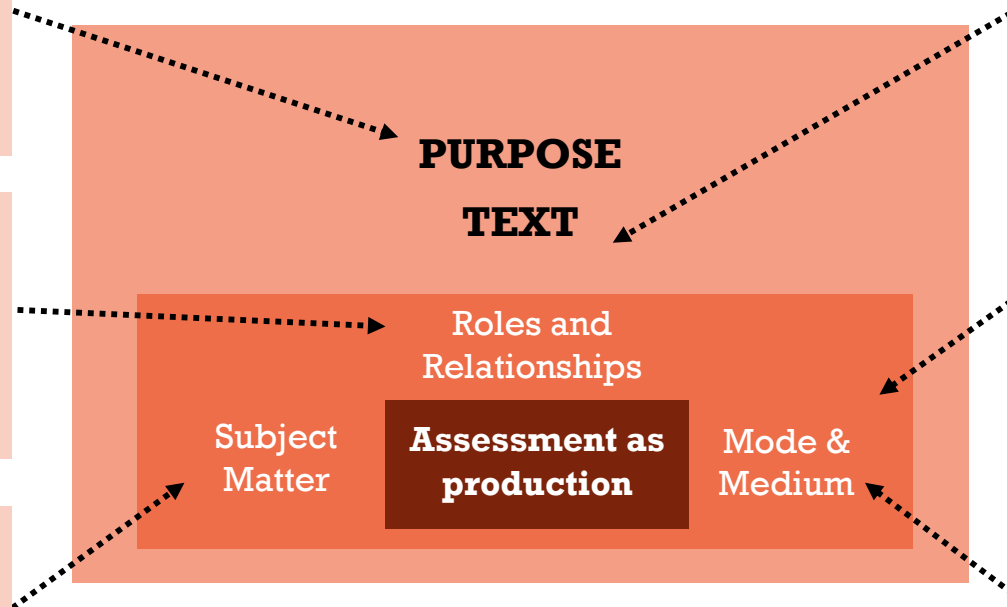 PURPOSE
TEXT
Roles and
Relationships
Subject
Matter
Assessment as
production
Mode &
Medium